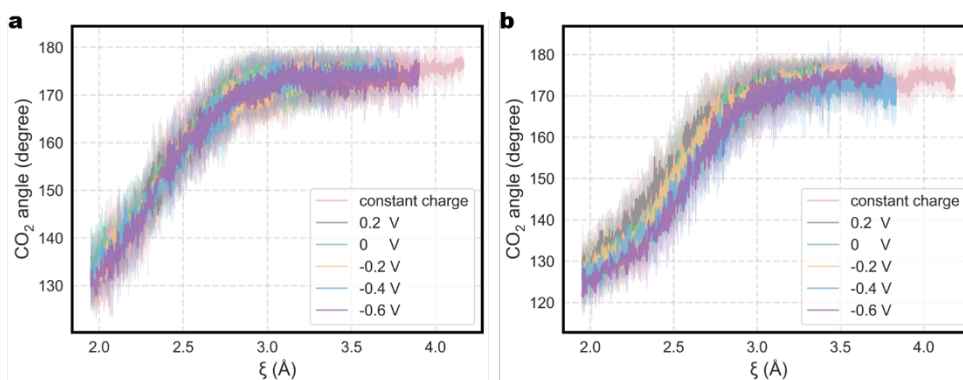 a
CO₂ angle (degree)
180
170
160
150
140
130
2.0 2.5 3.0 3.5 4.0
ξ (Å)
constant charge
0.2 V
0 V
-0.2 V
-0.4 V
-0.6 V
b
CO₂ angle (degree)
180
170
160
150
140
130
120
2.0 2.5 3.0 3.5 4.0
ξ (Å)
constant charge
0.2 V
0 V
-0.2 V
-0.4 V
-0.6 V